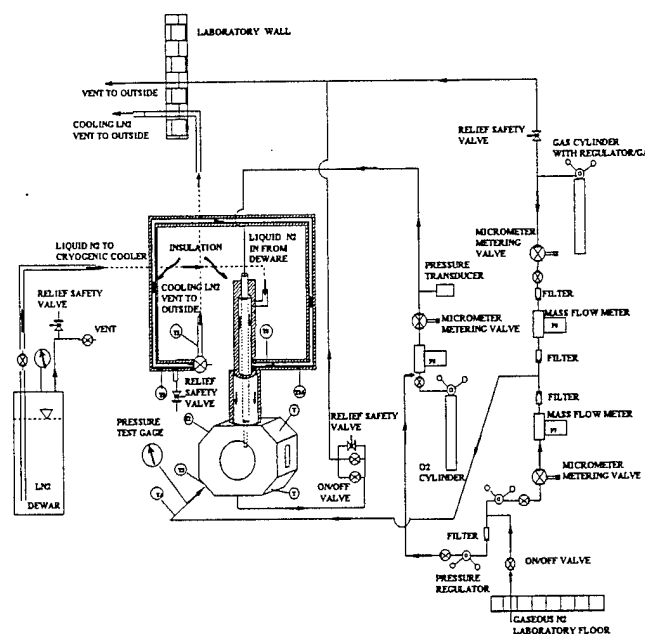 LABORATORY WALL
VENT TO OUTSIDE
COOLING LN2
VENT TO OUTSIDE
RELIEF SAFETY
VALVE
GAS CYLINDER
WITH REGULATOR/GA
LIQUID N2 TO
CRYOGENIC COOLER
INSULATION
LIQUID N2
IN FROM
DEWARE
COOLING LN2
VENT TO
OUTSIDE
MICROMETER
METERING
VALVE
PRESSURE
TRANSDUCER
RELIEF SAFETY
VALVE
VENT
FILTER
MICROMETER
METERING VALVE
MASS FLOW METER
FILTER
RELIEF
SAFETY
VALVE
FILTER
PRESSURE
TEST GAGE
RELIEF SAFETY
VALVE
MASS FLOW METER
LN2
DEWAR
ON/OFF
VALVE
O2
CYLINDER
MICROMETER
METERING VALVE
FILTER
PRESSURE
REGULATOR
ON/OFF VALVE
GASEOUS N2
LABORATORY FLOOR